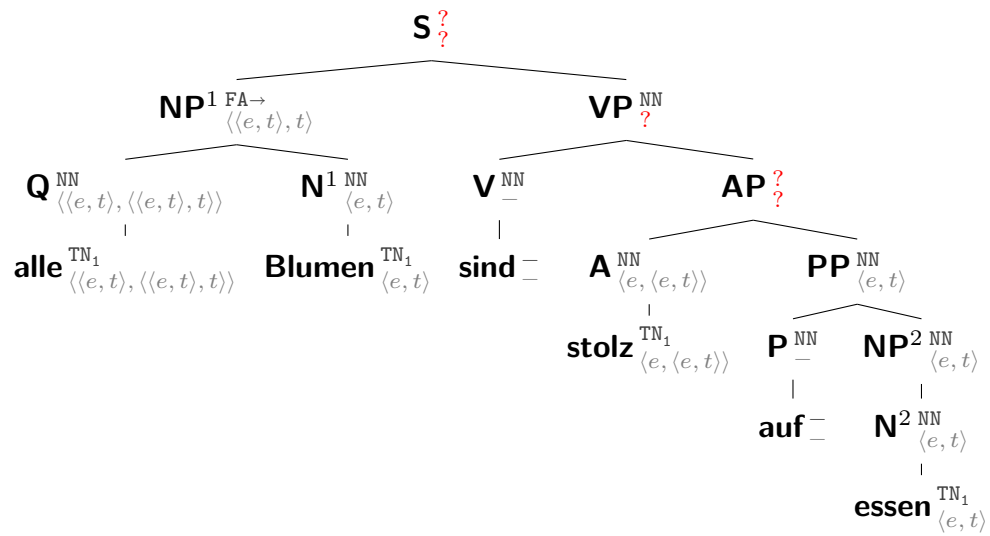 S ? ?
NP¹ FA→ ⟨⟨e, t⟩, t⟩ VP NN ?
Q NN ⟨⟨e, t⟩, ⟨⟨e, t⟩, t⟩⟩ N¹ NN ⟨e, t⟩ V NN – AP ? ?
alle TN₁ ⟨⟨e, t⟩, ⟨⟨e, t⟩, t⟩⟩ Blumen TN₁ ⟨e, t⟩ sind – – A NN ⟨e, ⟨e, t⟩⟩ PP NN ⟨e, t⟩
stolz TN₁ ⟨e, ⟨e, t⟩⟩ P NN – NP² NN ⟨e, t⟩
auf – – N² NN ⟨e, t⟩
essen TN₁ ⟨e, t⟩